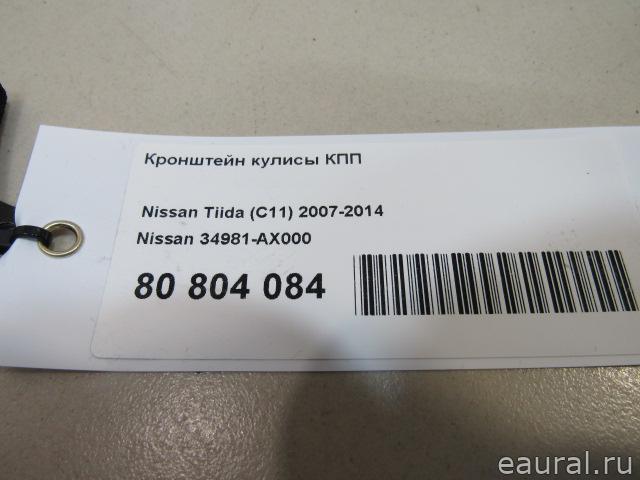 Кронштейн кулисы КПП
Nissan Tiida (C11) 2007-2014
Nissan 34981-AX000
80 804 084
eaural.ru